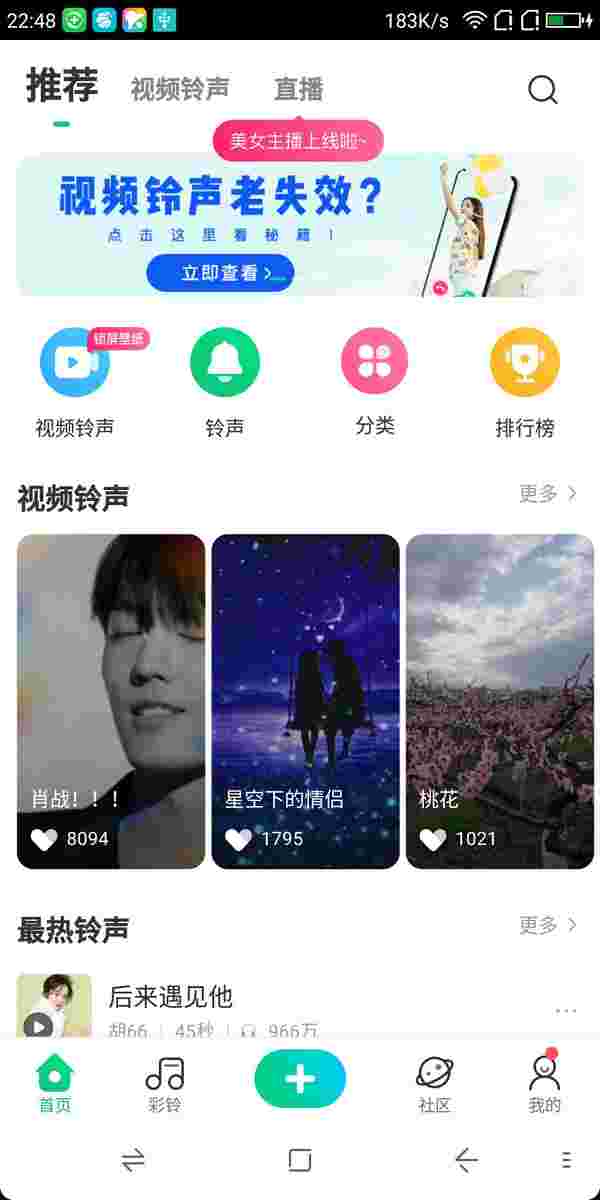 22:48
183K/s
推荐
视频铃声
直播
美女主播上线啦~
视频铃声老失效?
点击这里看秘籍!
立即查看
锁屏壁纸
视频铃声
铃声
分类
排行榜
视频铃声
更多
肖战!!!
8094
星空下的情侣
1795
桃花
1021
最热铃声
更多
后来遇见他
胡66 | 45秒 | 966万
首页
彩铃
社区
我的